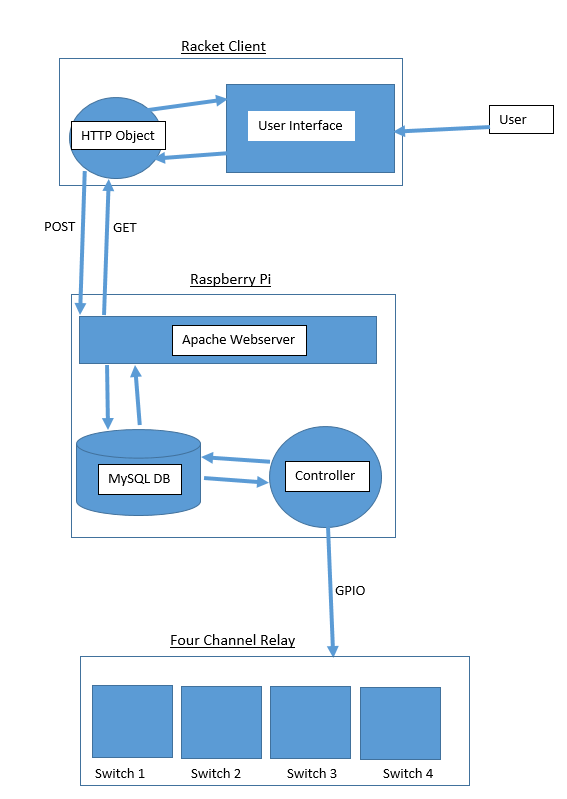 Racket Client
HTTP Object
User Interface
User
POST
GET
Raspberry Pi
Apache Webserver
MySQL DB
Controller
GPIO
Four Channel Relay
Switch 1
Switch 2
Switch 3
Switch 4